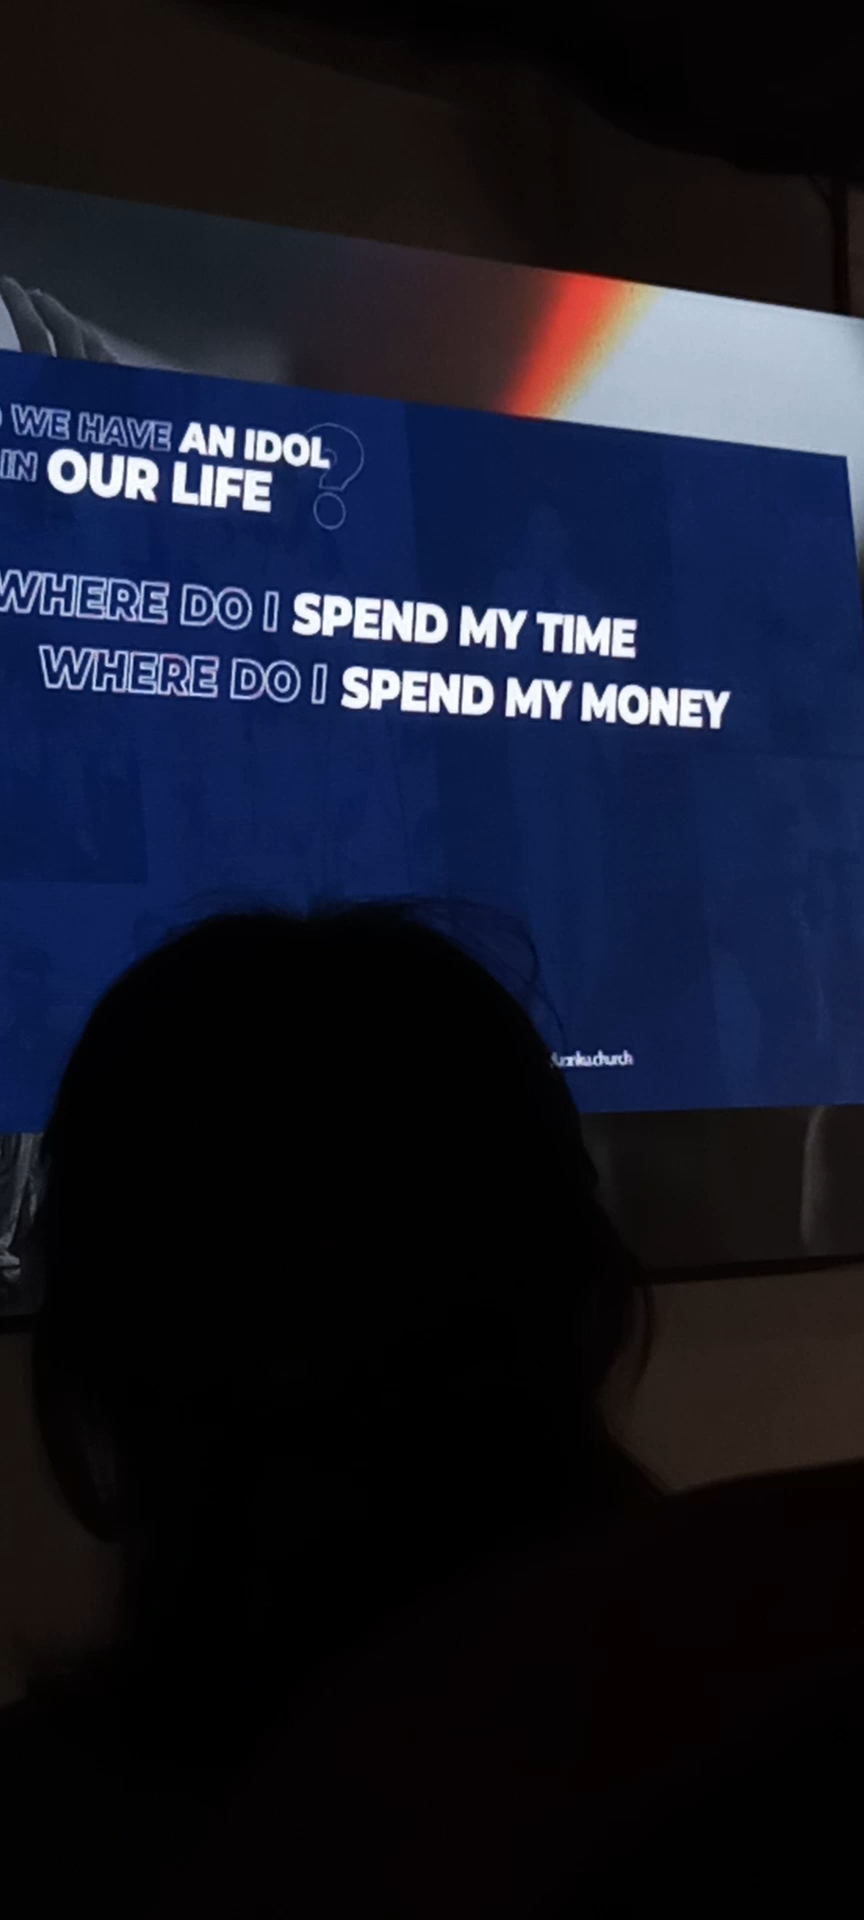 WE HAVE AN IDOL
IN OUR LIFE ?
WHERE DO I SPEND MY TIME
WHERE DO I SPEND MY MONEY